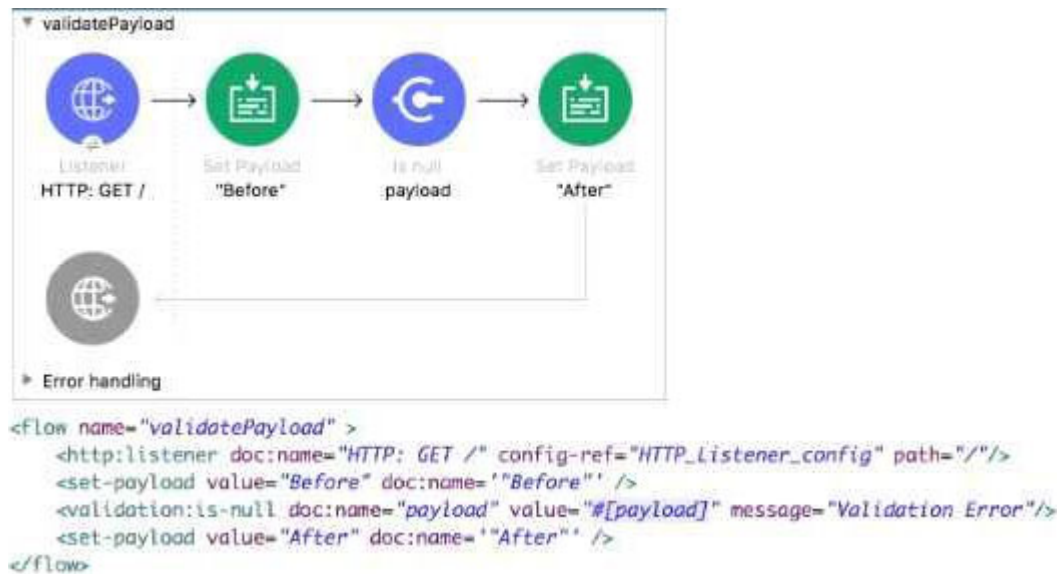 validatePayload
Listener Set Payload Is null Set Payload
HTTP: GET / "Before" payload "After"
Error handling
<flow name="validatePayload" >
<http:listener doc:name="HTTP: GET /" config-ref="HTTP_Listener_config" path="/"/>
<set-payload value="Before" doc:name='"Before"' />
<validation:is-null doc:name="payload" value="#[payload]" message="Validation Error"/>
<set-payload value="After" doc:name='"After"' />
</flow>